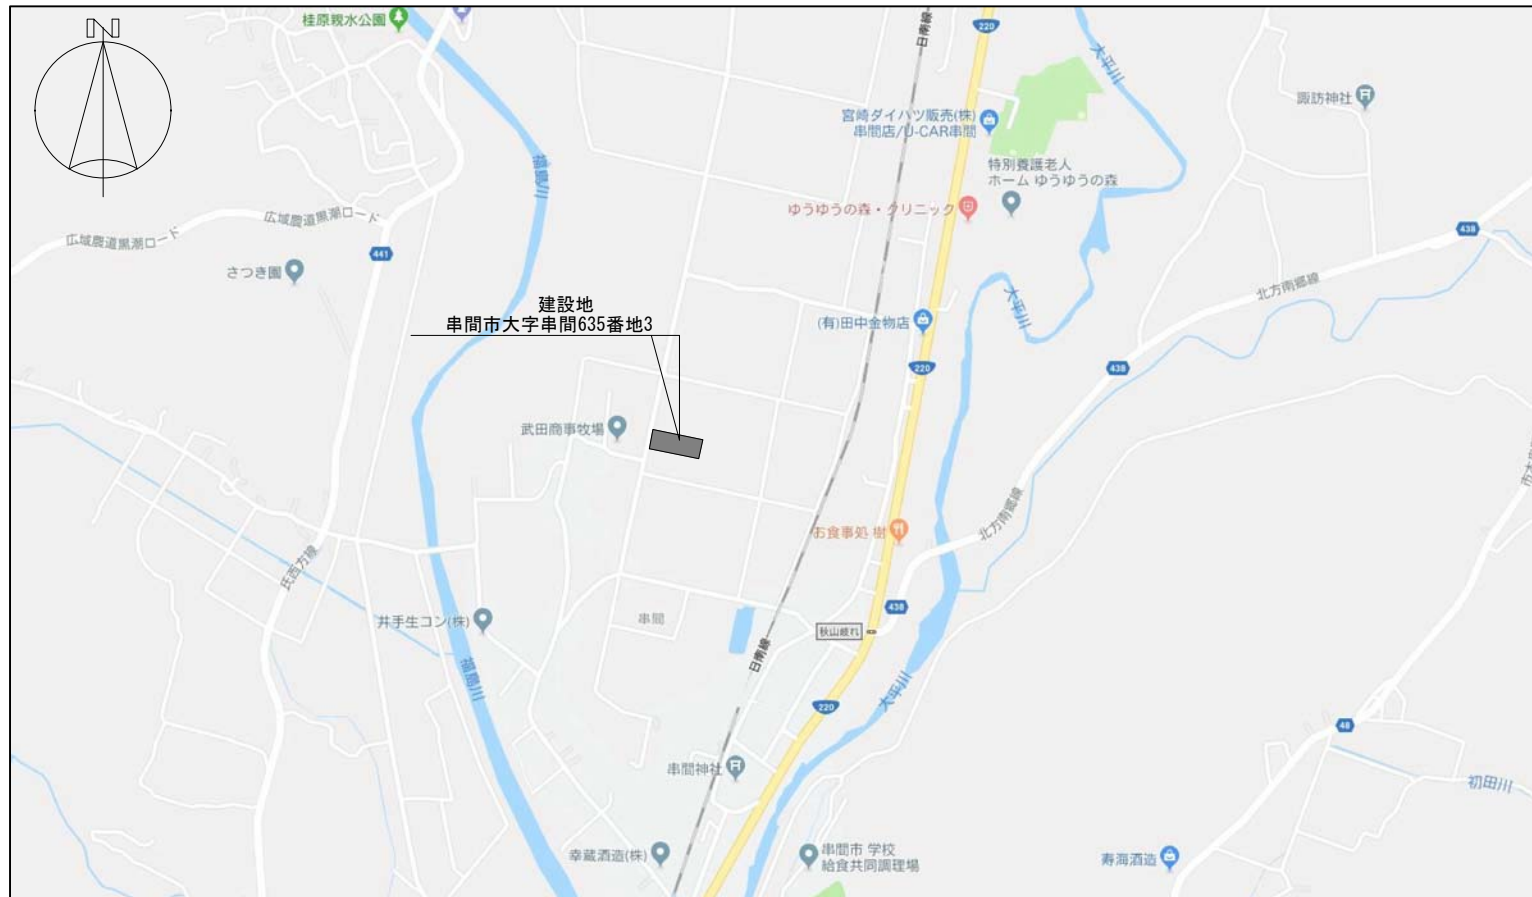 桂原親水公園
N
日南線
220
大平川
諏訪神社
宮崎ダイハツ販売(株)
串間店/U-CAR串間
特別養護老人
ホーム ゆうゆうの森
福島川
ゆうゆうの森・クリニック
広域農道黒潮ロード
広域農道黒潮ロード
441
438
さつき園
北方南郷線
大平川
建設地
串間市大字串間635番地3
(有)田中金物店
220
438
武田商事牧場
北方南郷線
お食事処 樹
氏西方線
438
井手生コン(株)
串間
秋山岐れ
日南線
福島川
大平川
220
48
串間神社
初田川
幸蔵酒造(株)
串間市 学校
給食共同調理場
寿海酒造